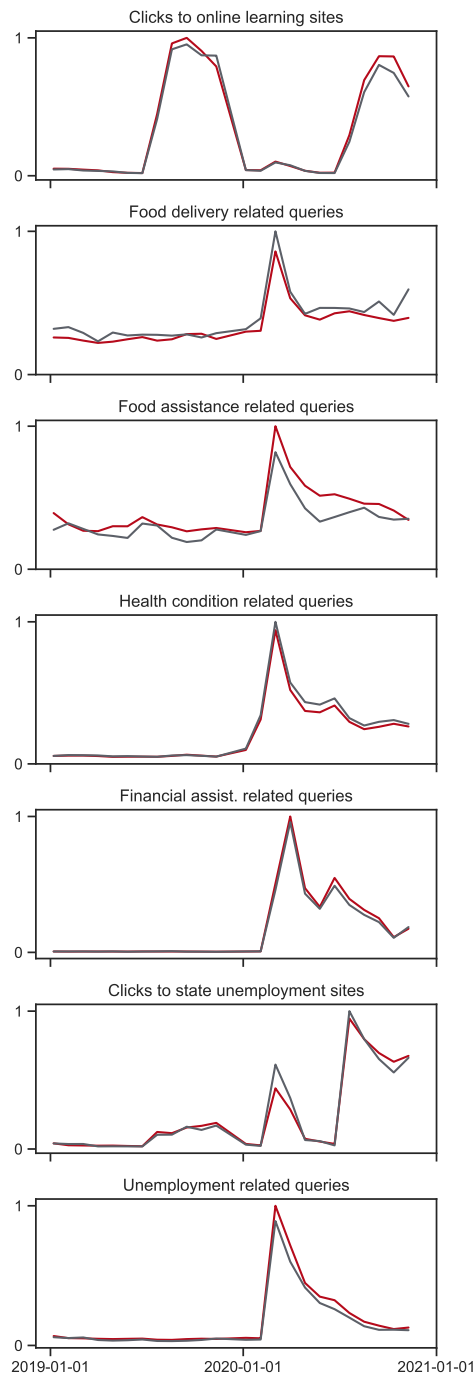 Clicks to online learning sites
1
0
Food delivery related queries
1
0
Food assistance related queries
1
0
Health condition related queries
1
0
Financial assist. related queries
1
0
Clicks to state unemployment sites
1
0
Unemployment related queries
1
0
2019-01-01 2020-01-01 2021-01-01